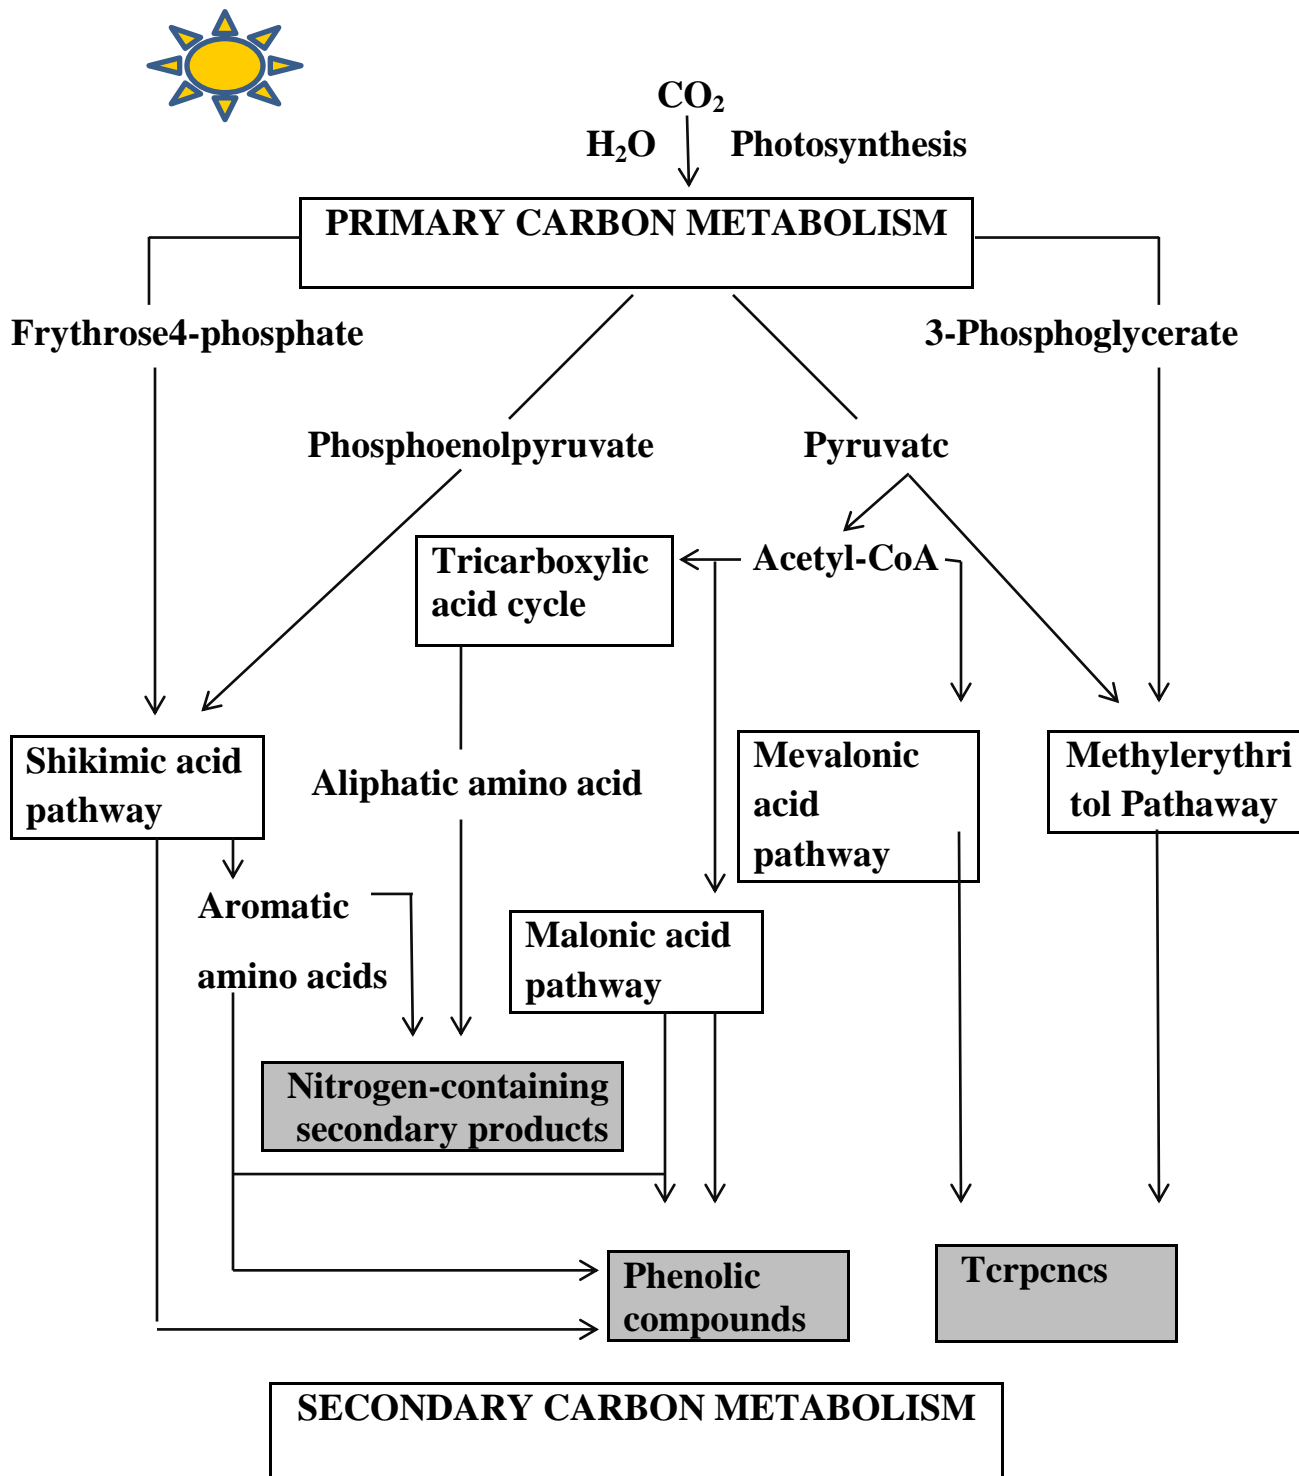 CO₂
H₂O Photosynthesis
PRIMARY CARBON METABOLISM
Frythrose4-phosphate
3-Phosphoglycerate
Phosphoenolpyruvate
Pyruvatc
Tricarboxylic
acid cycle
Acetyl-CoA
Shikimic acid
pathway
Aliphatic amino acid
Mevalonic
acid
pathway
Methylerythri
tol Pathaway
Aromatic
amino acids
Malonic acid
pathway
Nitrogen-containing
secondary products
Phenolic
compounds
Tcrpcncs
SECONDARY CARBON METABOLISM